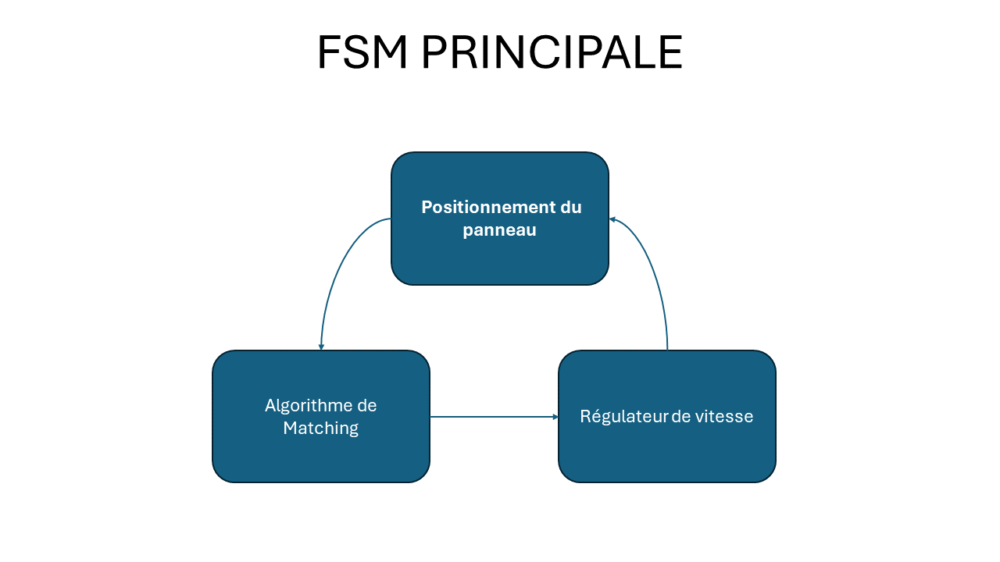 FSM PRINCIPALE
Positionnement du
panneau
Algorithme de
Matching
Régulateur de vitesse